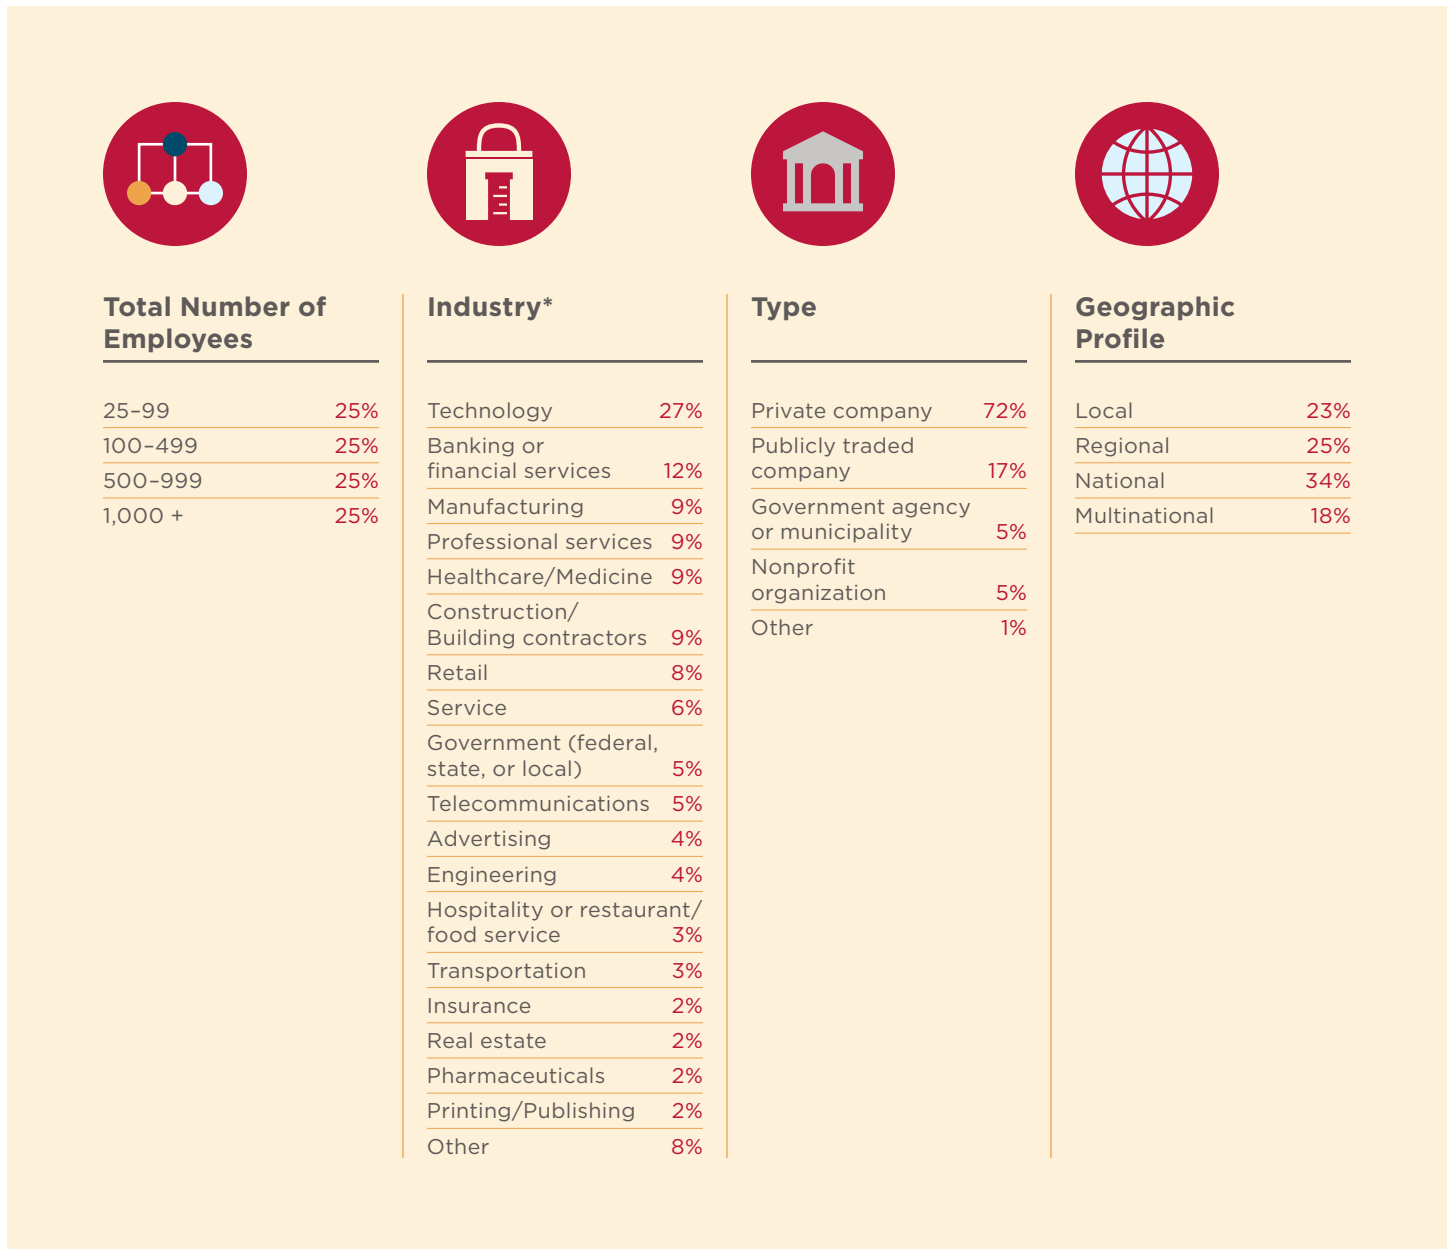 Total Number of
Employees
25–99 25%
100–499 25%
500–999 25%
1,000 + 25%
Industry*
Technology 27%
Banking or
financial services 12%
Manufacturing 9%
Professional services 9%
Healthcare/Medicine 9%
Construction/
Building contractors 9%
Retail 8%
Service 6%
Government (federal,
state, or local) 5%
Telecommunications 5%
Advertising 4%
Engineering 4%
Hospitality or restaurant/
food service 3%
Transportation 3%
Insurance 2%
Real estate 2%
Pharmaceuticals 2%
Printing/Publishing 2%
Other 8%
Type
Private company 72%
Publicly traded
company 17%
Government agency
or municipality 5%
Nonprofit
organization 5%
Other 1%
Geographic
Profile
Local 23%
Regional 25%
National 34%
Multinational 18%